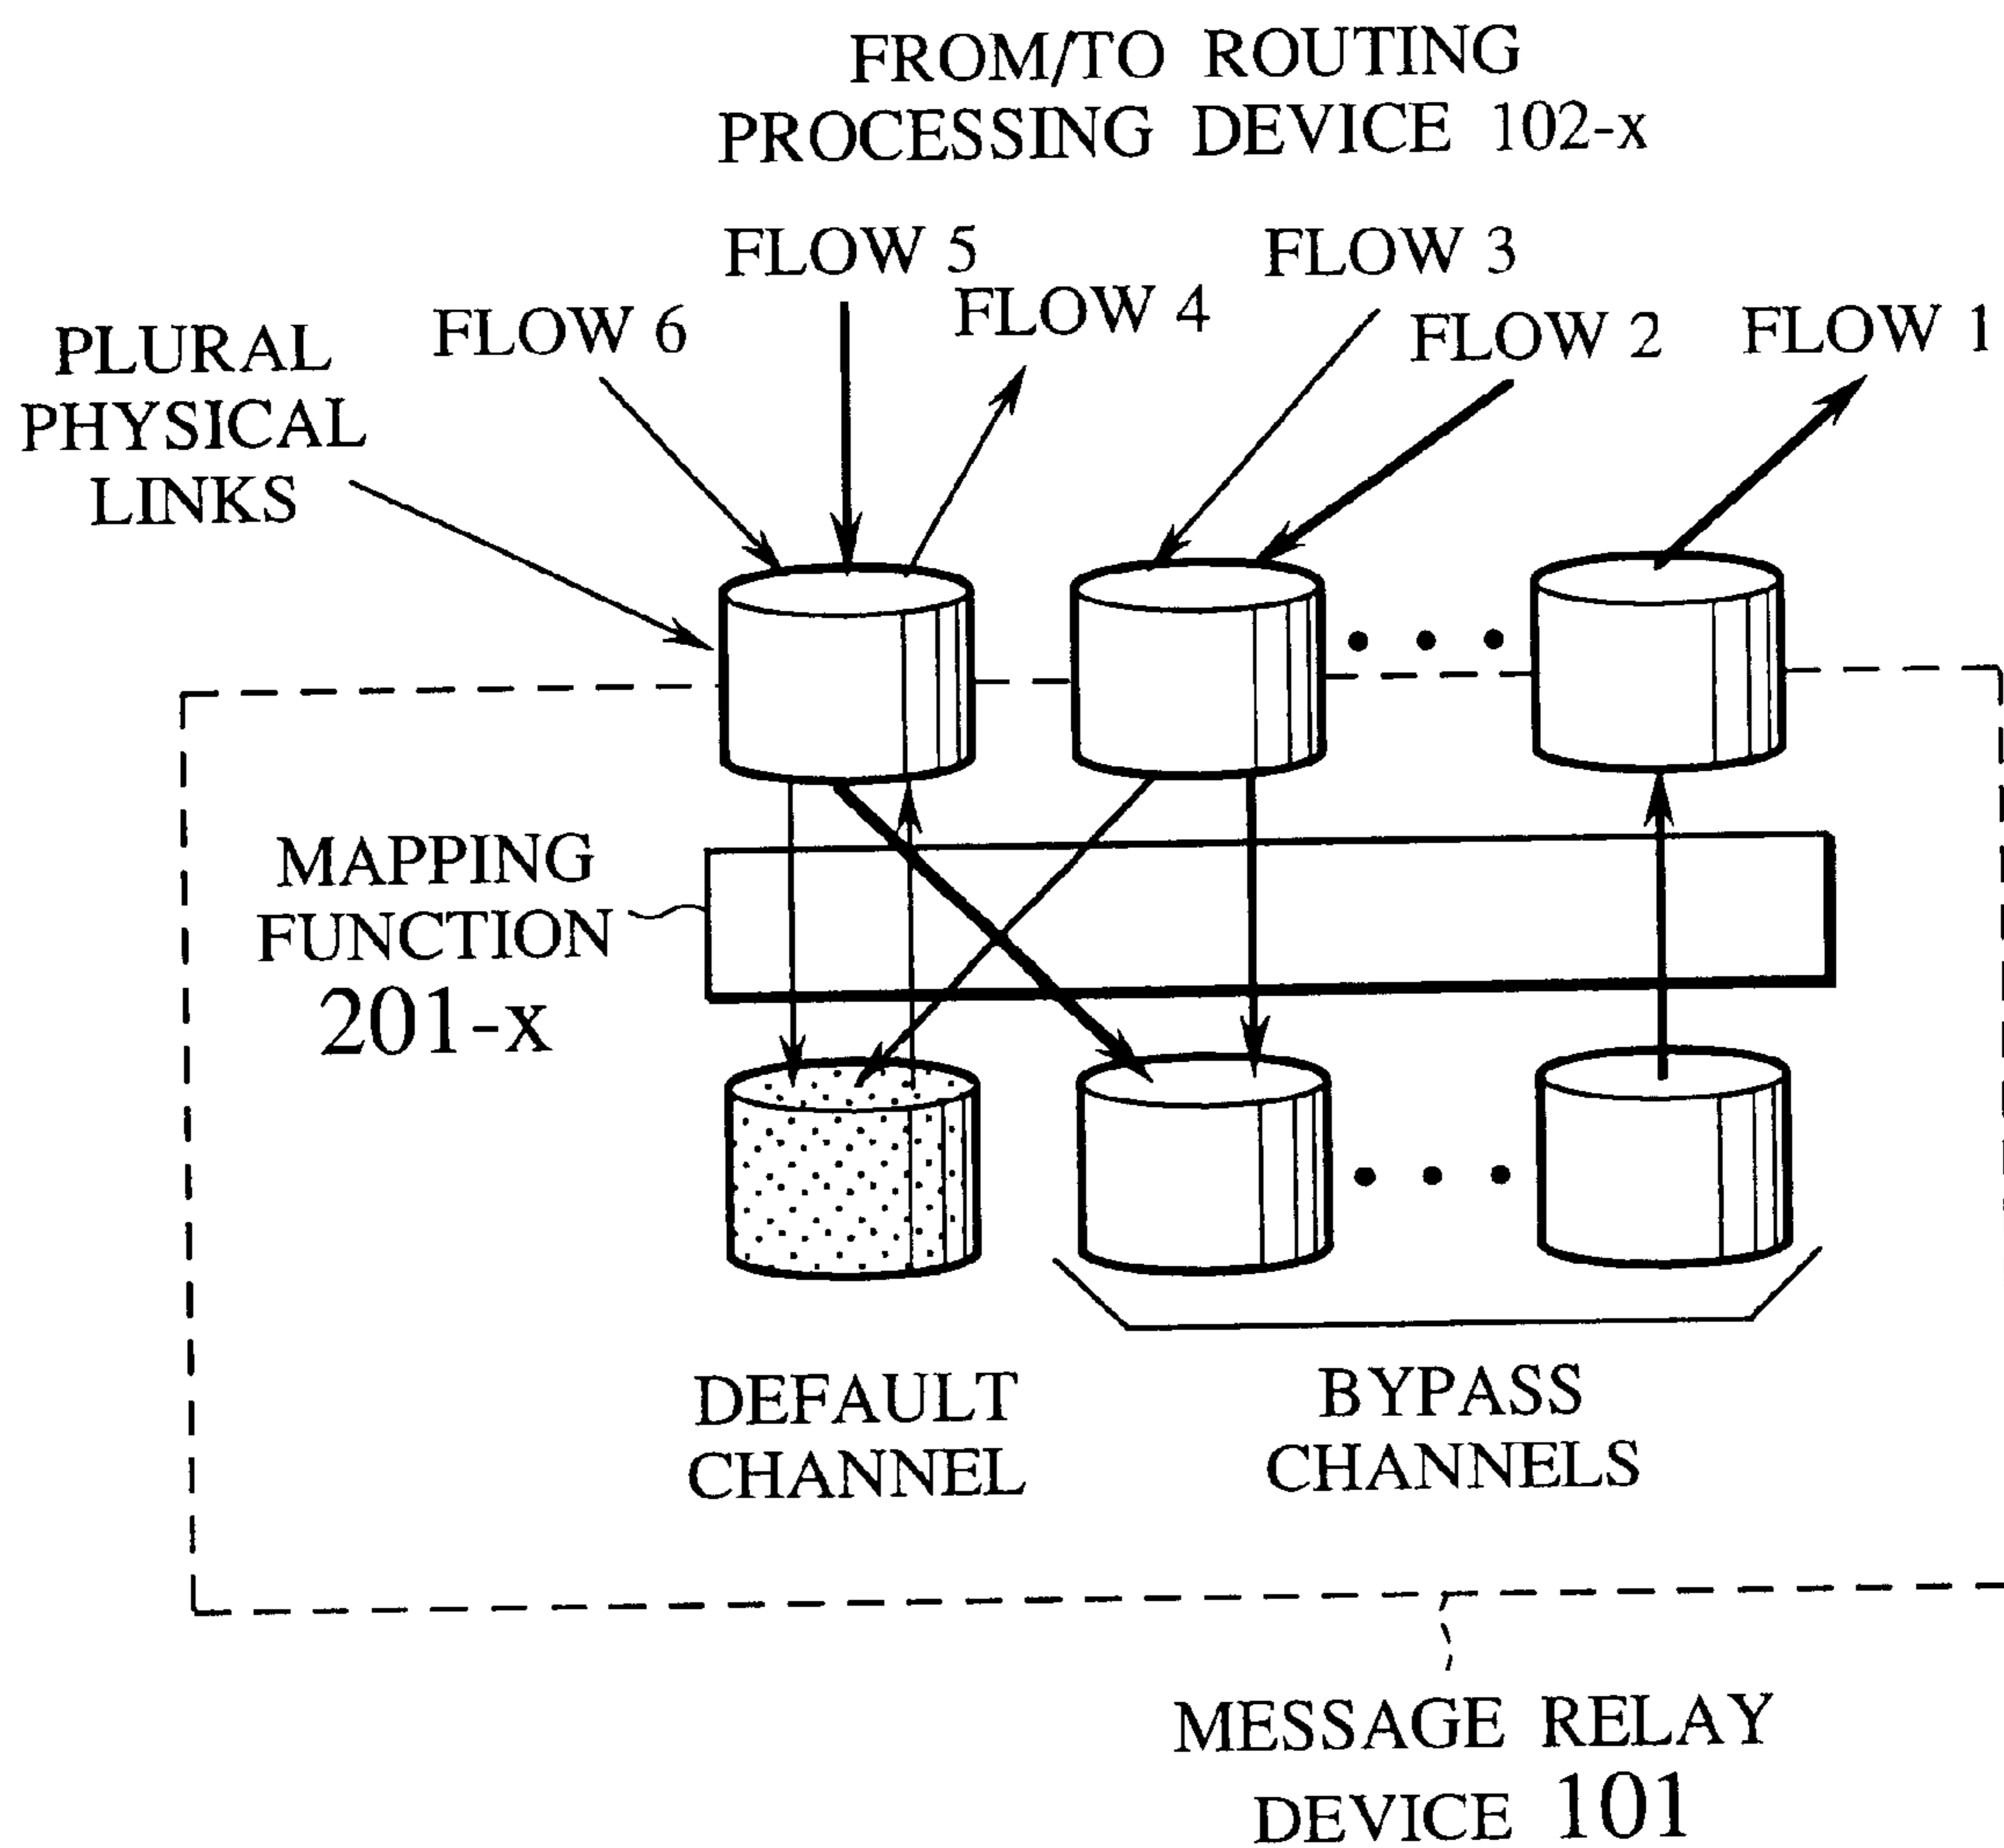 FROM/TO ROUTING
PROCESSING DEVICE 102-x
FLOW 5
FLOW 3
FLOW 4
FLOW 6
FLOW 2
FLOW 1
PLURAL
PHYSICAL
LINKS
MAPPING
FUNCTION
201-x
DEFAULT
CHANNEL
BYPASS
CHANNELS
MESSAGE RELAY
DEVICE 101